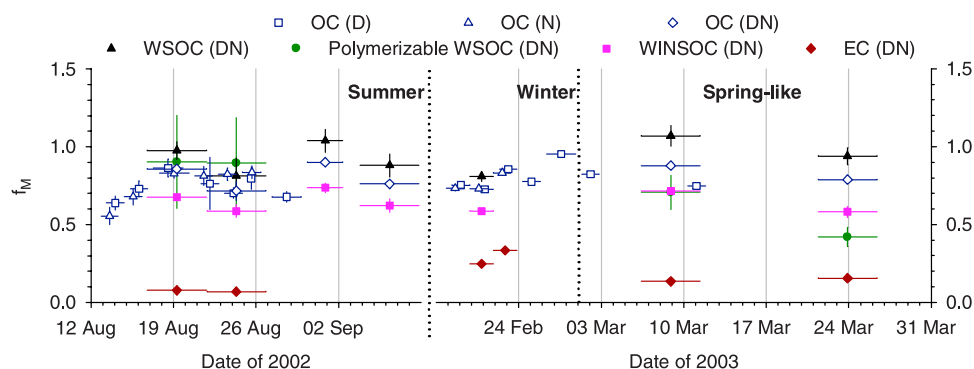 OC (D) OC (N) OC (DN)
WSOC (DN) Polymerizable WSOC (DN) WINSOC (DN) EC (DN)
1.5 1.5
Summer Winter Spring-like
1.0 1.0
f_M
0.5 0.5
0.0 0.0
12 Aug 19 Aug 26 Aug 02 Sep 24 Feb 03 Mar 10 Mar 17 Mar 24 Mar 31 Mar
Date of 2002 Date of 2003